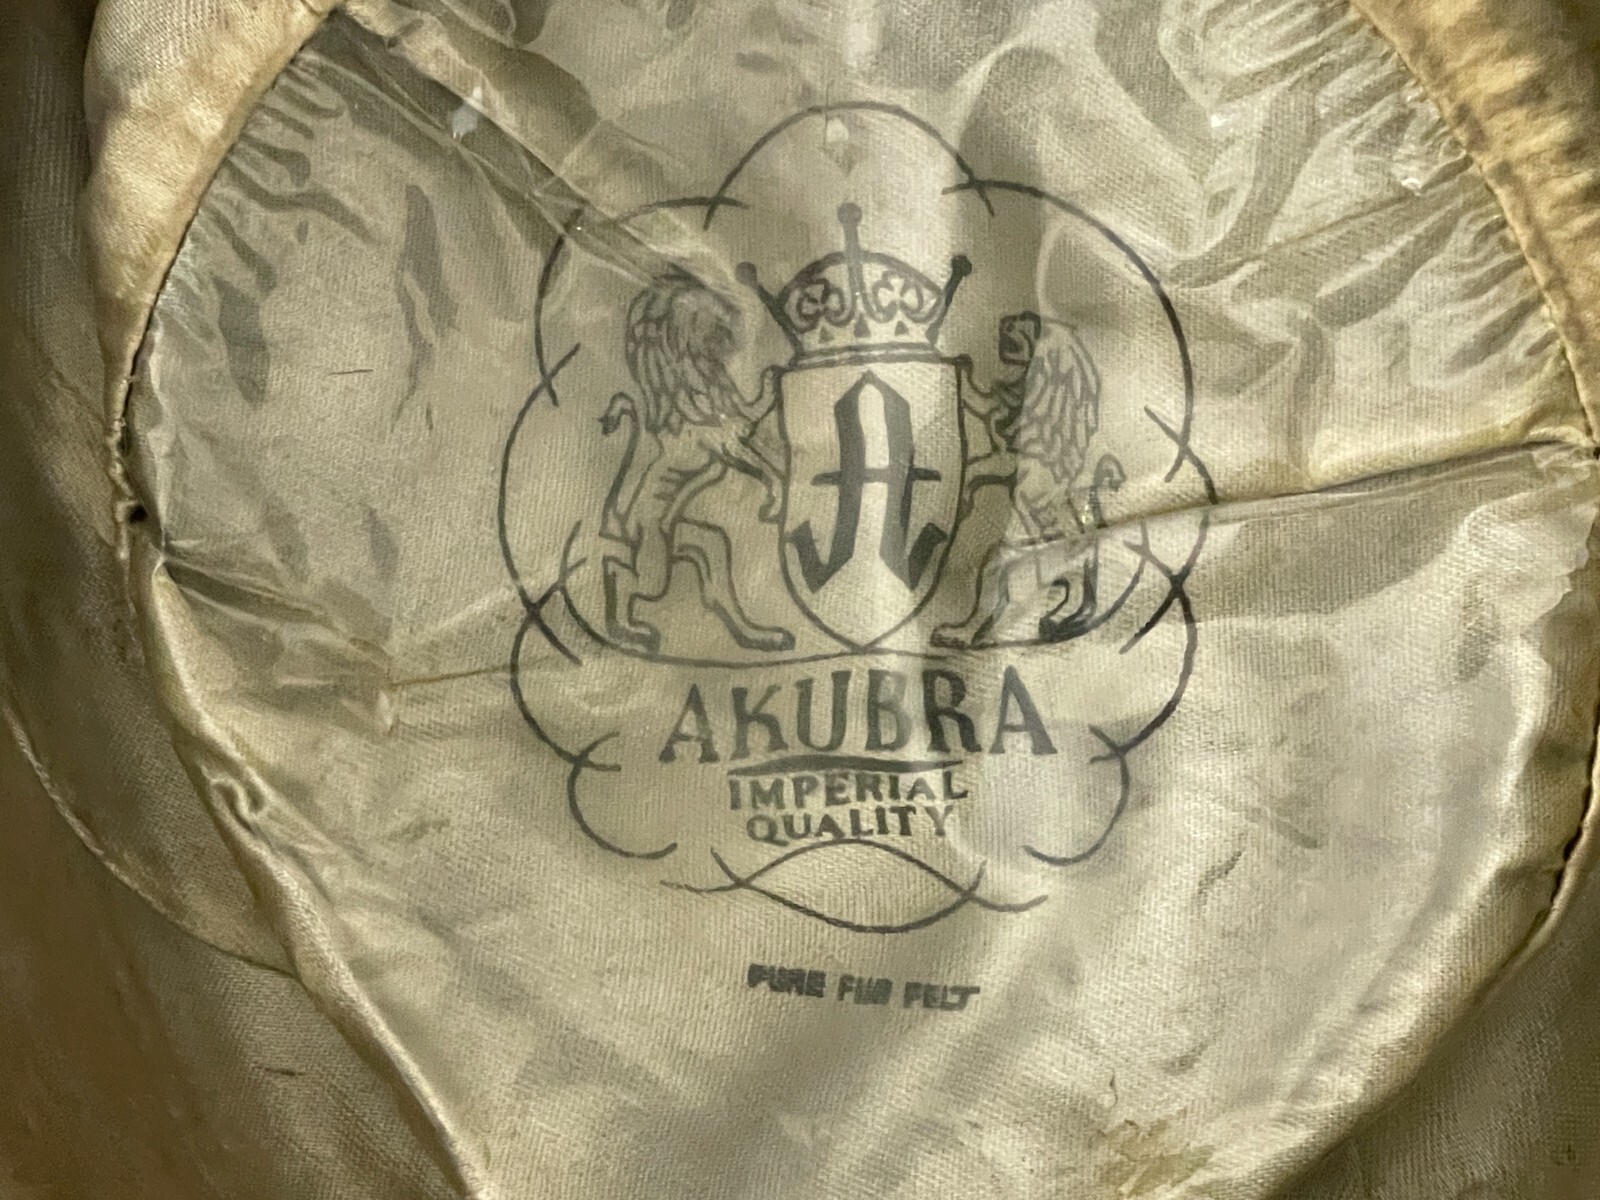 A
AKUBRA
IMPERIAL
QUALITY
PURE FUR FELT